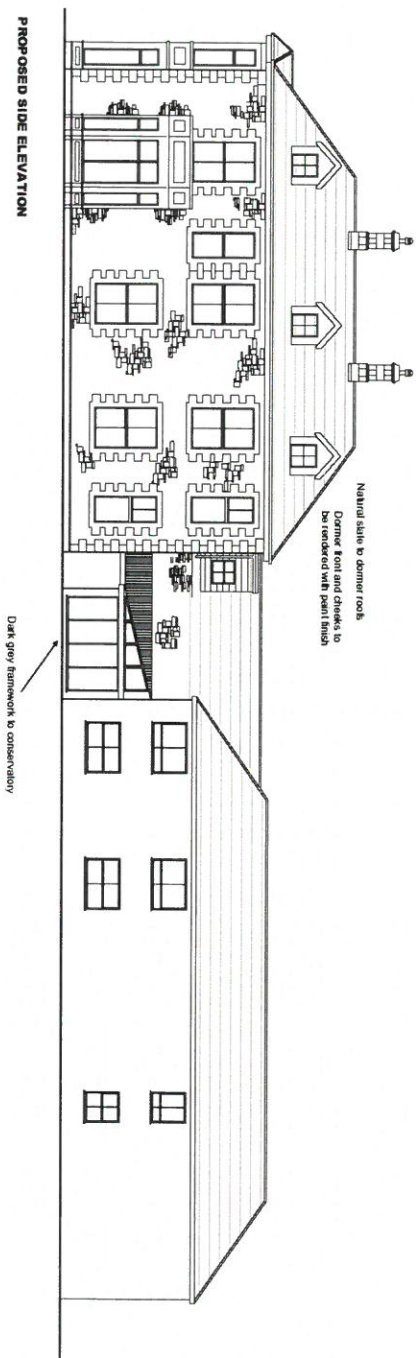 Natural slate to dormer roofs
Dormer front and cheeks to
be rendered with paint finish
Dark grey framework to conservatory
PROPOSED SIDE ELEVATION